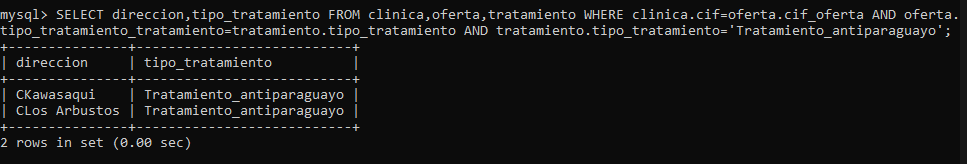 mysql> SELECT direccion,tipo_tratamiento FROM clinica,oferta,tratamiento WHERE clinica.cif=oferta.cif_oferta AND oferta.
tipo_tratamiento_tratamiento=tratamiento.tipo_tratamiento AND tratamiento.tipo_tratamiento='Tratamiento_antiparaguayo';
+---------------+---------------------------+
| direccion     | tipo_tratamiento          |
+---------------+---------------------------+
| CKawasaqui    | Tratamiento_antiparaguayo |
| CLos Arbustos | Tratamiento_antiparaguayo |
+---------------+---------------------------+
2 rows in set (0.00 sec)